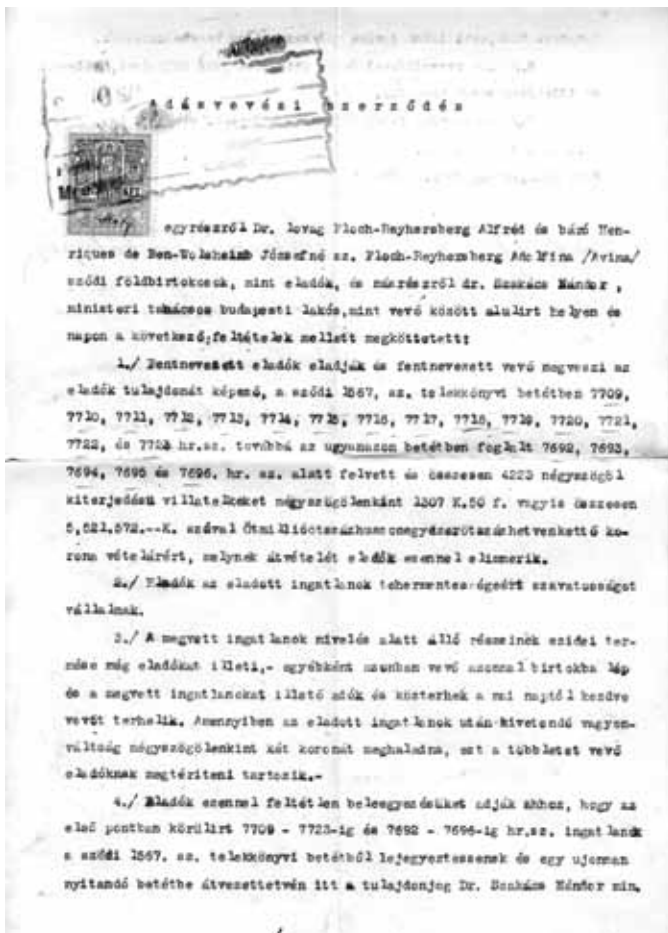 Adásvevési szerződés
egyrészről Dr. lovag Floch-Reyhersberg Alfréd és báró Hen-
riques de Ben-Wolsheimb Józsefné sz. Floch-Reyhersberg Adolfina /Avina/
sződi földbirtokosok, mint eladók, és másrészről dr. Szakács Nándor ,
ministeri tanácsos budapesti lakós,mint vevő között alulirt helyen és
napon a következő feltételek mellett megköttetett:
1./ Fentnevezett eladók eladják és fentnevezett vevő megveszi az
eladók tulajdonát képező, a sződi 1567, sz. telekkönyvi betétben 7709,
7710, 7711, 7712, 7713, 7714, 7715, 7716, 7717, 7718, 7719, 7720, 7721,
7722, és 7723 hr.sz. továbbá az ugyanazon betétben foglalt 7692, 7693,
7694, 7695 és 7696. hr. sz. alatt felvett és összesen 4223 négyszögöl
kiterjedésü villatelkeket négyszögölenkint 1307 K.50 f. vagyis összesen
5,521,572.--K. szóval Ötmillióötszázhuszonegyezerötszázhetvenkettő ko-
rona vételárért, melynek átvételét eladók ezennel elismerik.
2./ Eladók az eladott ingatlanok tehermentességeért szavatosságot
vállalnak.
3./ A megvett ingatlanok mivelés alatt álló részeinek ezidei ter-
mése még eladókat illeti,- egyébként azonban vevő azonnal birtokba lép
és a megvett ingatlanokat illető adók és közterhek a mai naptól kezdve
vevőt terhelik. Amennyiben az eladott ingatlanok után kivetendő vagyon-
váltság négyszögölenkint két koronát meghaladna, ezt a többletet vevő
eladóknak megtériteni tartozik.-
4./ Eladók ezennel feltétlen beleegyezésüket adják ahhoz, hogy az
első pontban körülirt 7709 - 7723-ig és 7692 - 7696-ig hr.sz. ingatlanok
a sződi 1567. sz. telekkönyvi betétből lejegyeztessenek és egy ujonnan
nyitandó betétbe átvezettetvén itt a tulajdonjog Dr. Szakács Nándor min.